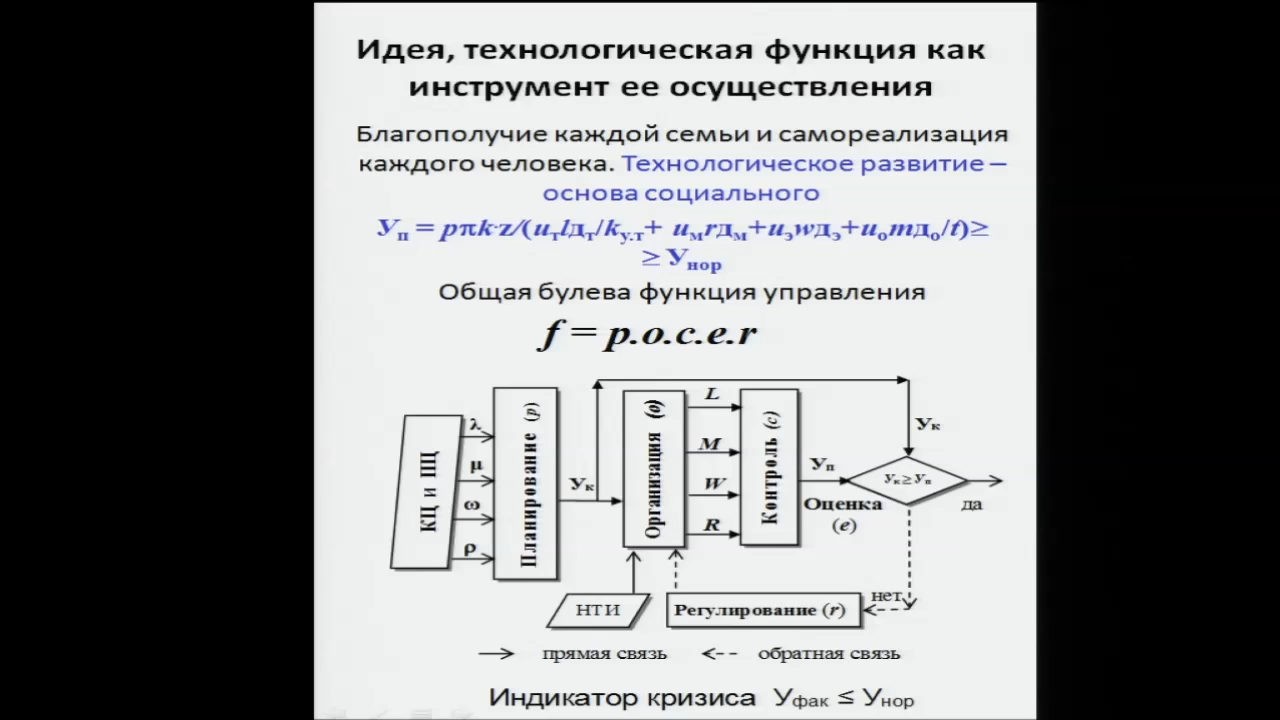 Идея, технологическая функция как
инструмент ее осуществления
Благополучие каждой семьи и самореализация
каждого человека. Технологическое развитие –
основа социального
Уп = pπk·z/(uтlдт/kу.т+ uмrдм+uэwдэ+uоmдо/t)≥
≥ Унор
Общая булева функция управления
f = p.o.c.e.r
КЦ и ПЦ
λ
μ
ω
ρ
Планирование (р)
Ук
Организация (о)
L
M
W
R
Контроль (с)
Уп
Оценка
(е)
Ук
Ук ≥ Уп
да
нет
НТИ
Регулирование (r)
прямая связь
обратная связь
Индикатор кризиса Уфак ≤ Унор